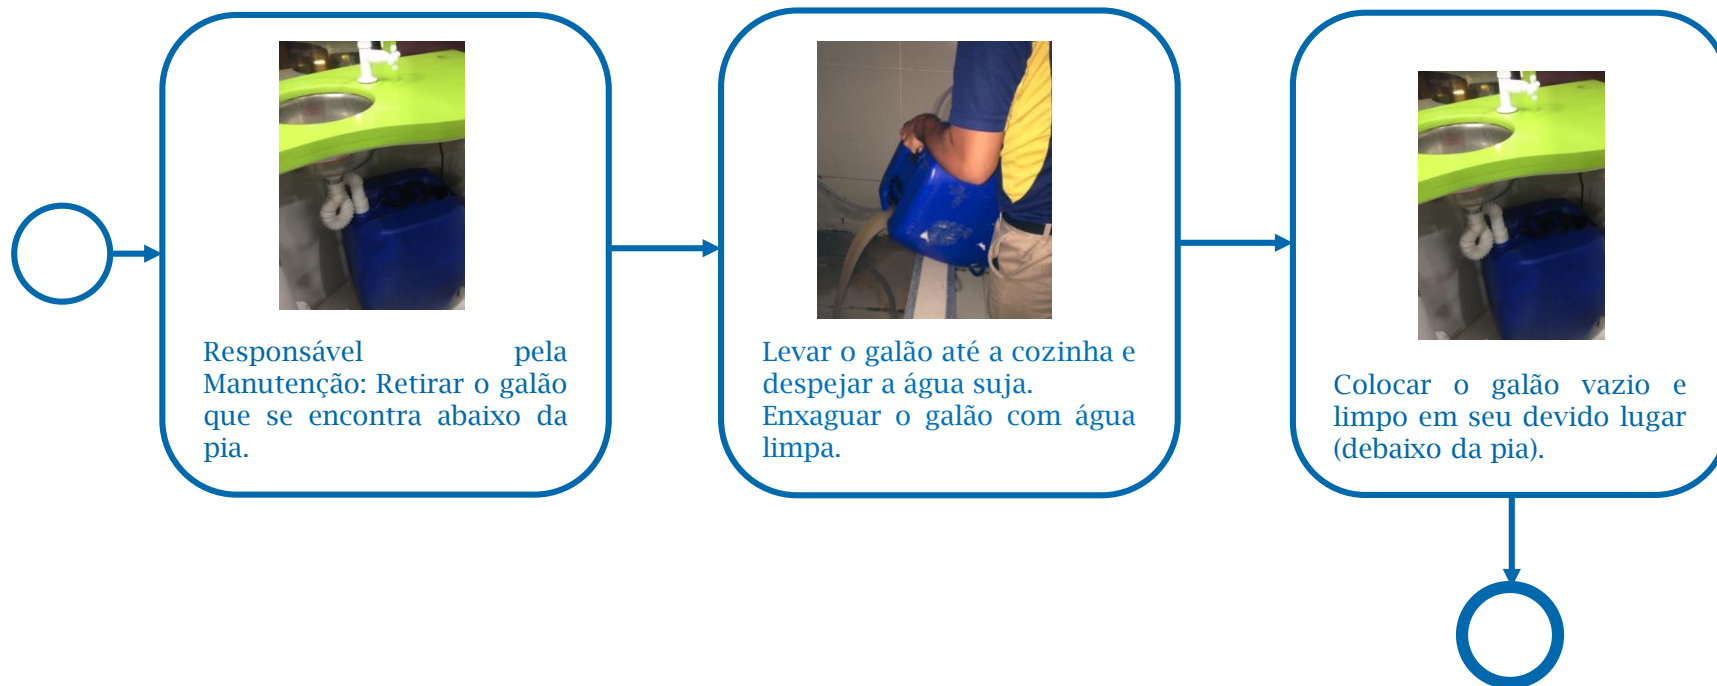 Responsável pela
Manutenção: Retirar o galão
que se encontra abaixo da
pia.
Levar o galão até a cozinha e
despejar a água suja.
Enxaguar o galão com água
limpa.
Colocar o galão vazio e
limpo em seu devido lugar
(debaixo da pia).